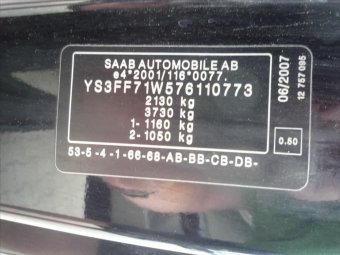 SAAB AUTOMOBILE AB
e4*2001/116*0077.
YS3FF71W576110773
2130 kg
3730 kg
1- 1160 kg
2- 1050 kg
53-5-4-1-66-68-AB-BB-CB-DB-
06/2007
12 757 095
0.50